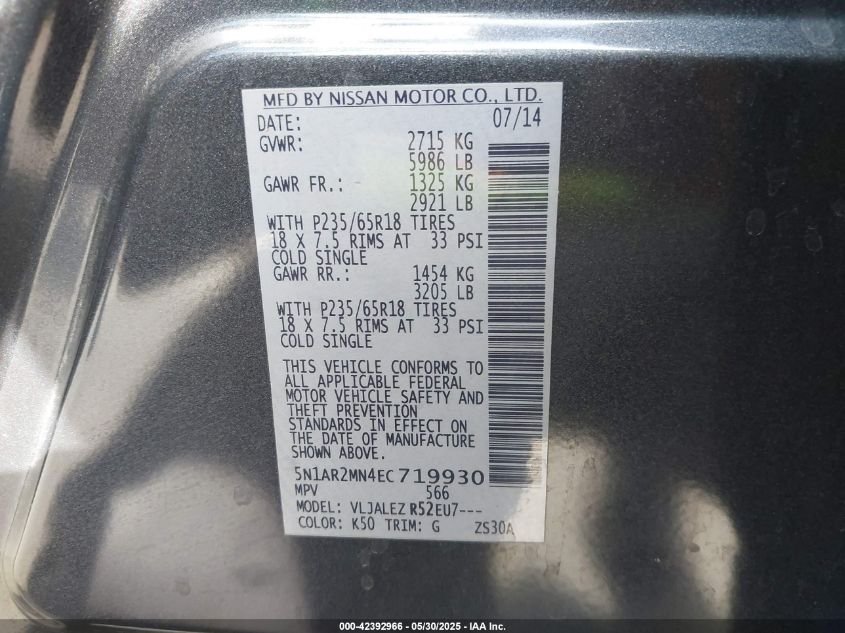 MFD BY NISSAN MOTOR CO., LTD.
DATE: 07/14
GVWR: 2715 KG
5986 LB
GAWR FR.: 1325 KG
2921 LB
WITH P235/65R18 TIRES
18 X 7.5 RIMS AT 33 PSI
COLD SINGLE
GAWR RR.: 1454 KG
3205 LB
WITH P235/65R18 TIRES
18 X 7.5 RIMS AT 33 PSI
COLD SINGLE
THIS VEHICLE CONFORMS TO
ALL APPLICABLE FEDERAL
MOTOR VEHICLE SAFETY AND
THEFT PREVENTION
STANDARDS IN EFFECT ON
THE DATE OF MANUFACTURE
SHOWN ABOVE.
5N1AR2MN4EC719930
MPV 566
MODEL: VLJALEZ R52EU7---
COLOR: K50 TRIM: G ZS30A
000-42392966 - 05/30/2025 - IAA Inc.